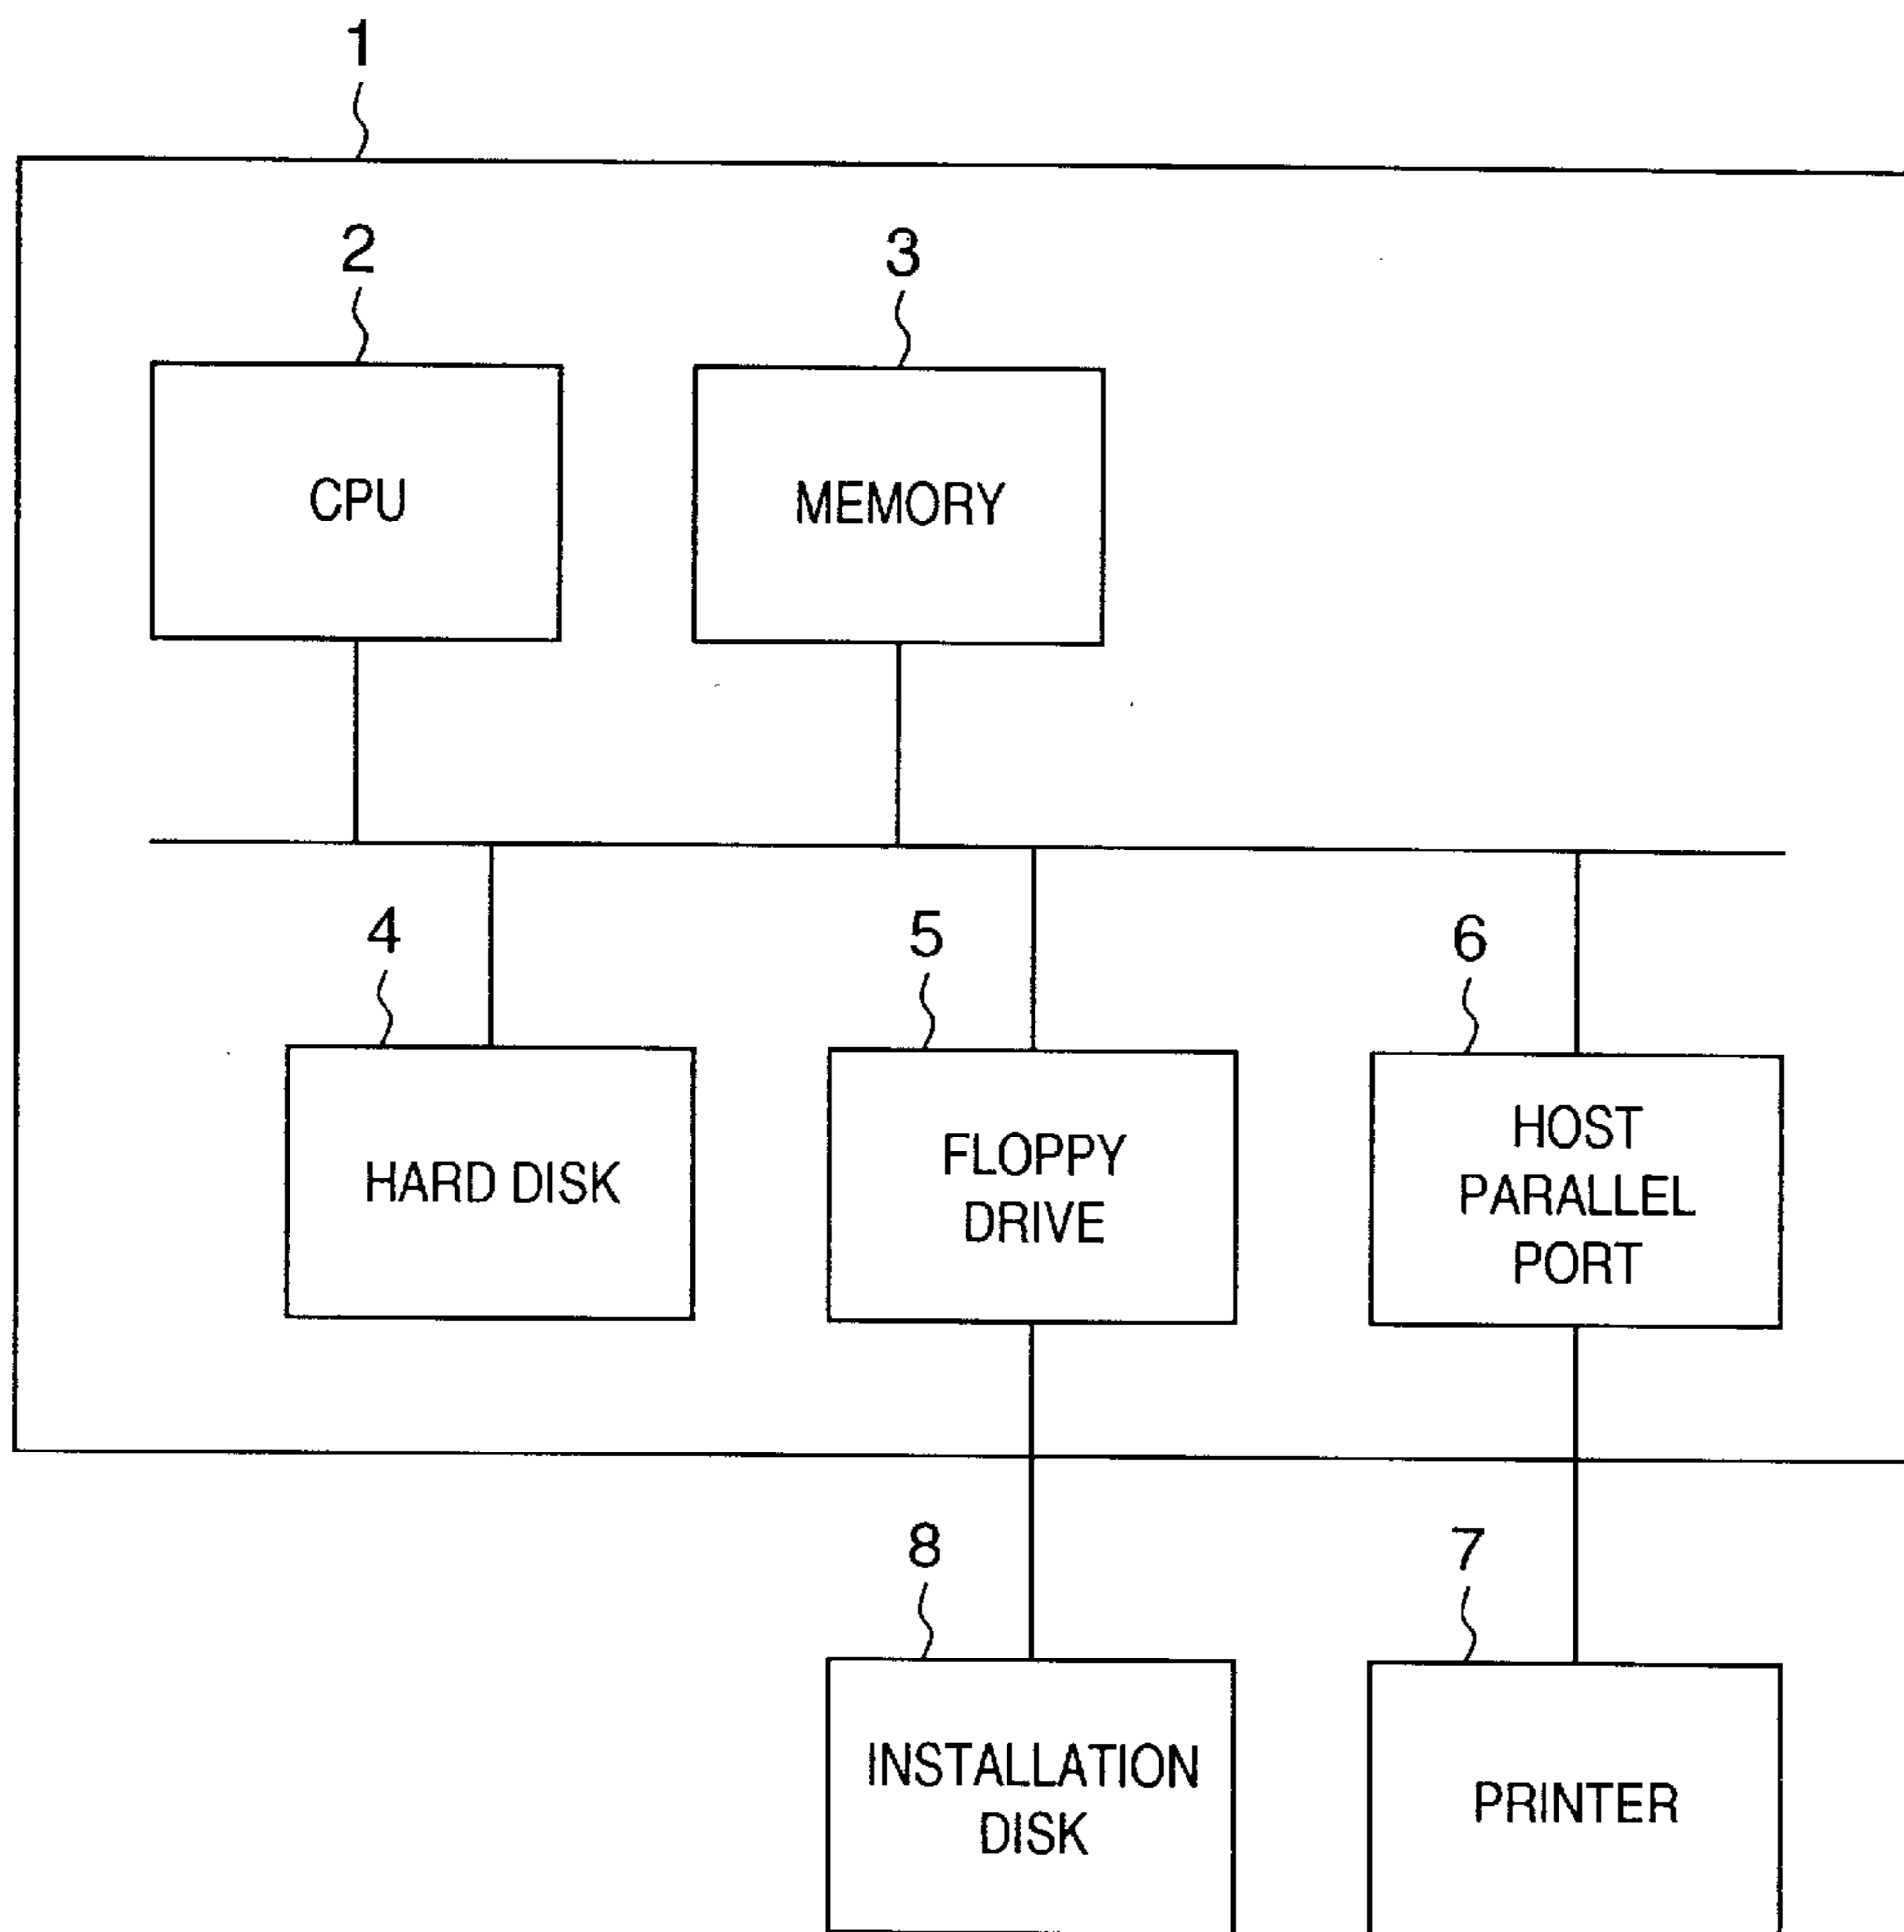 1
2
3
CPU
MEMORY
4
5
6
HARD DISK
FLOPPY
DRIVE
HOST
PARALLEL
PORT
8
7
INSTALLATION
DISK
PRINTER